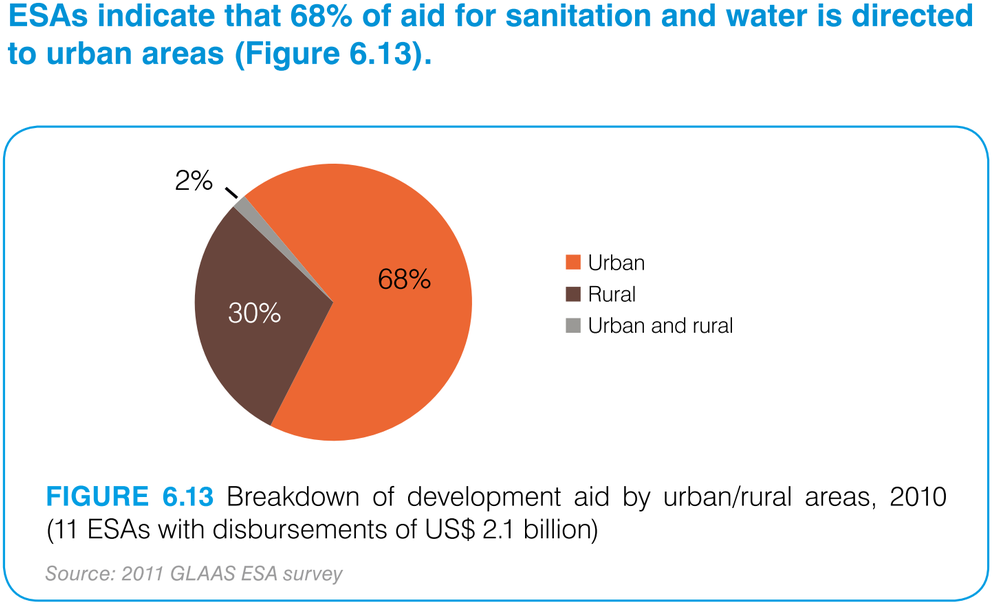 ESAs indicate that 68% of aid for sanitation and water is directed
to urban areas (Figure 6.13).
2%
68%
30%
Urban
Rural
Urban and rural
FIGURE 6.13 Breakdown of development aid by urban/rural areas, 2010
(11 ESAs with disbursements of US$ 2.1 billion)
Source: 2011 GLAAS ESA survey